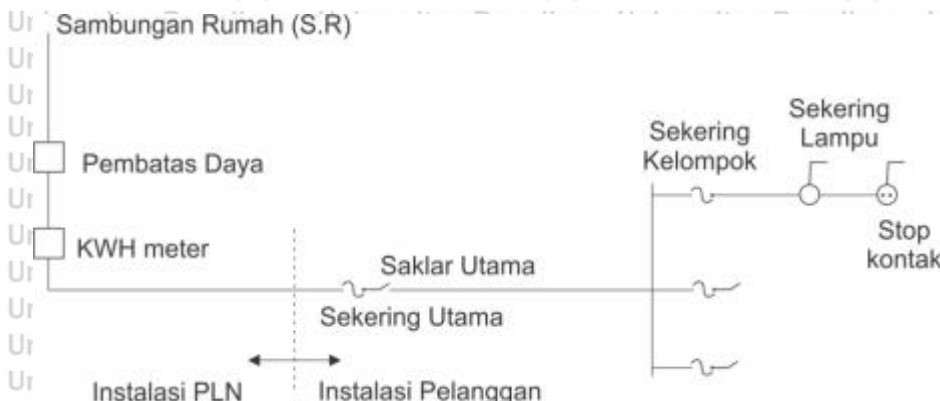 Sambungan Rumah (S.R)
Pembatas Daya
KWH meter
Saklar Utama
Sekering Utama
Instalasi PLN
Instalasi Pelanggan
Sekering
Kelompok
Sekering
Lampu
Stop
kontak